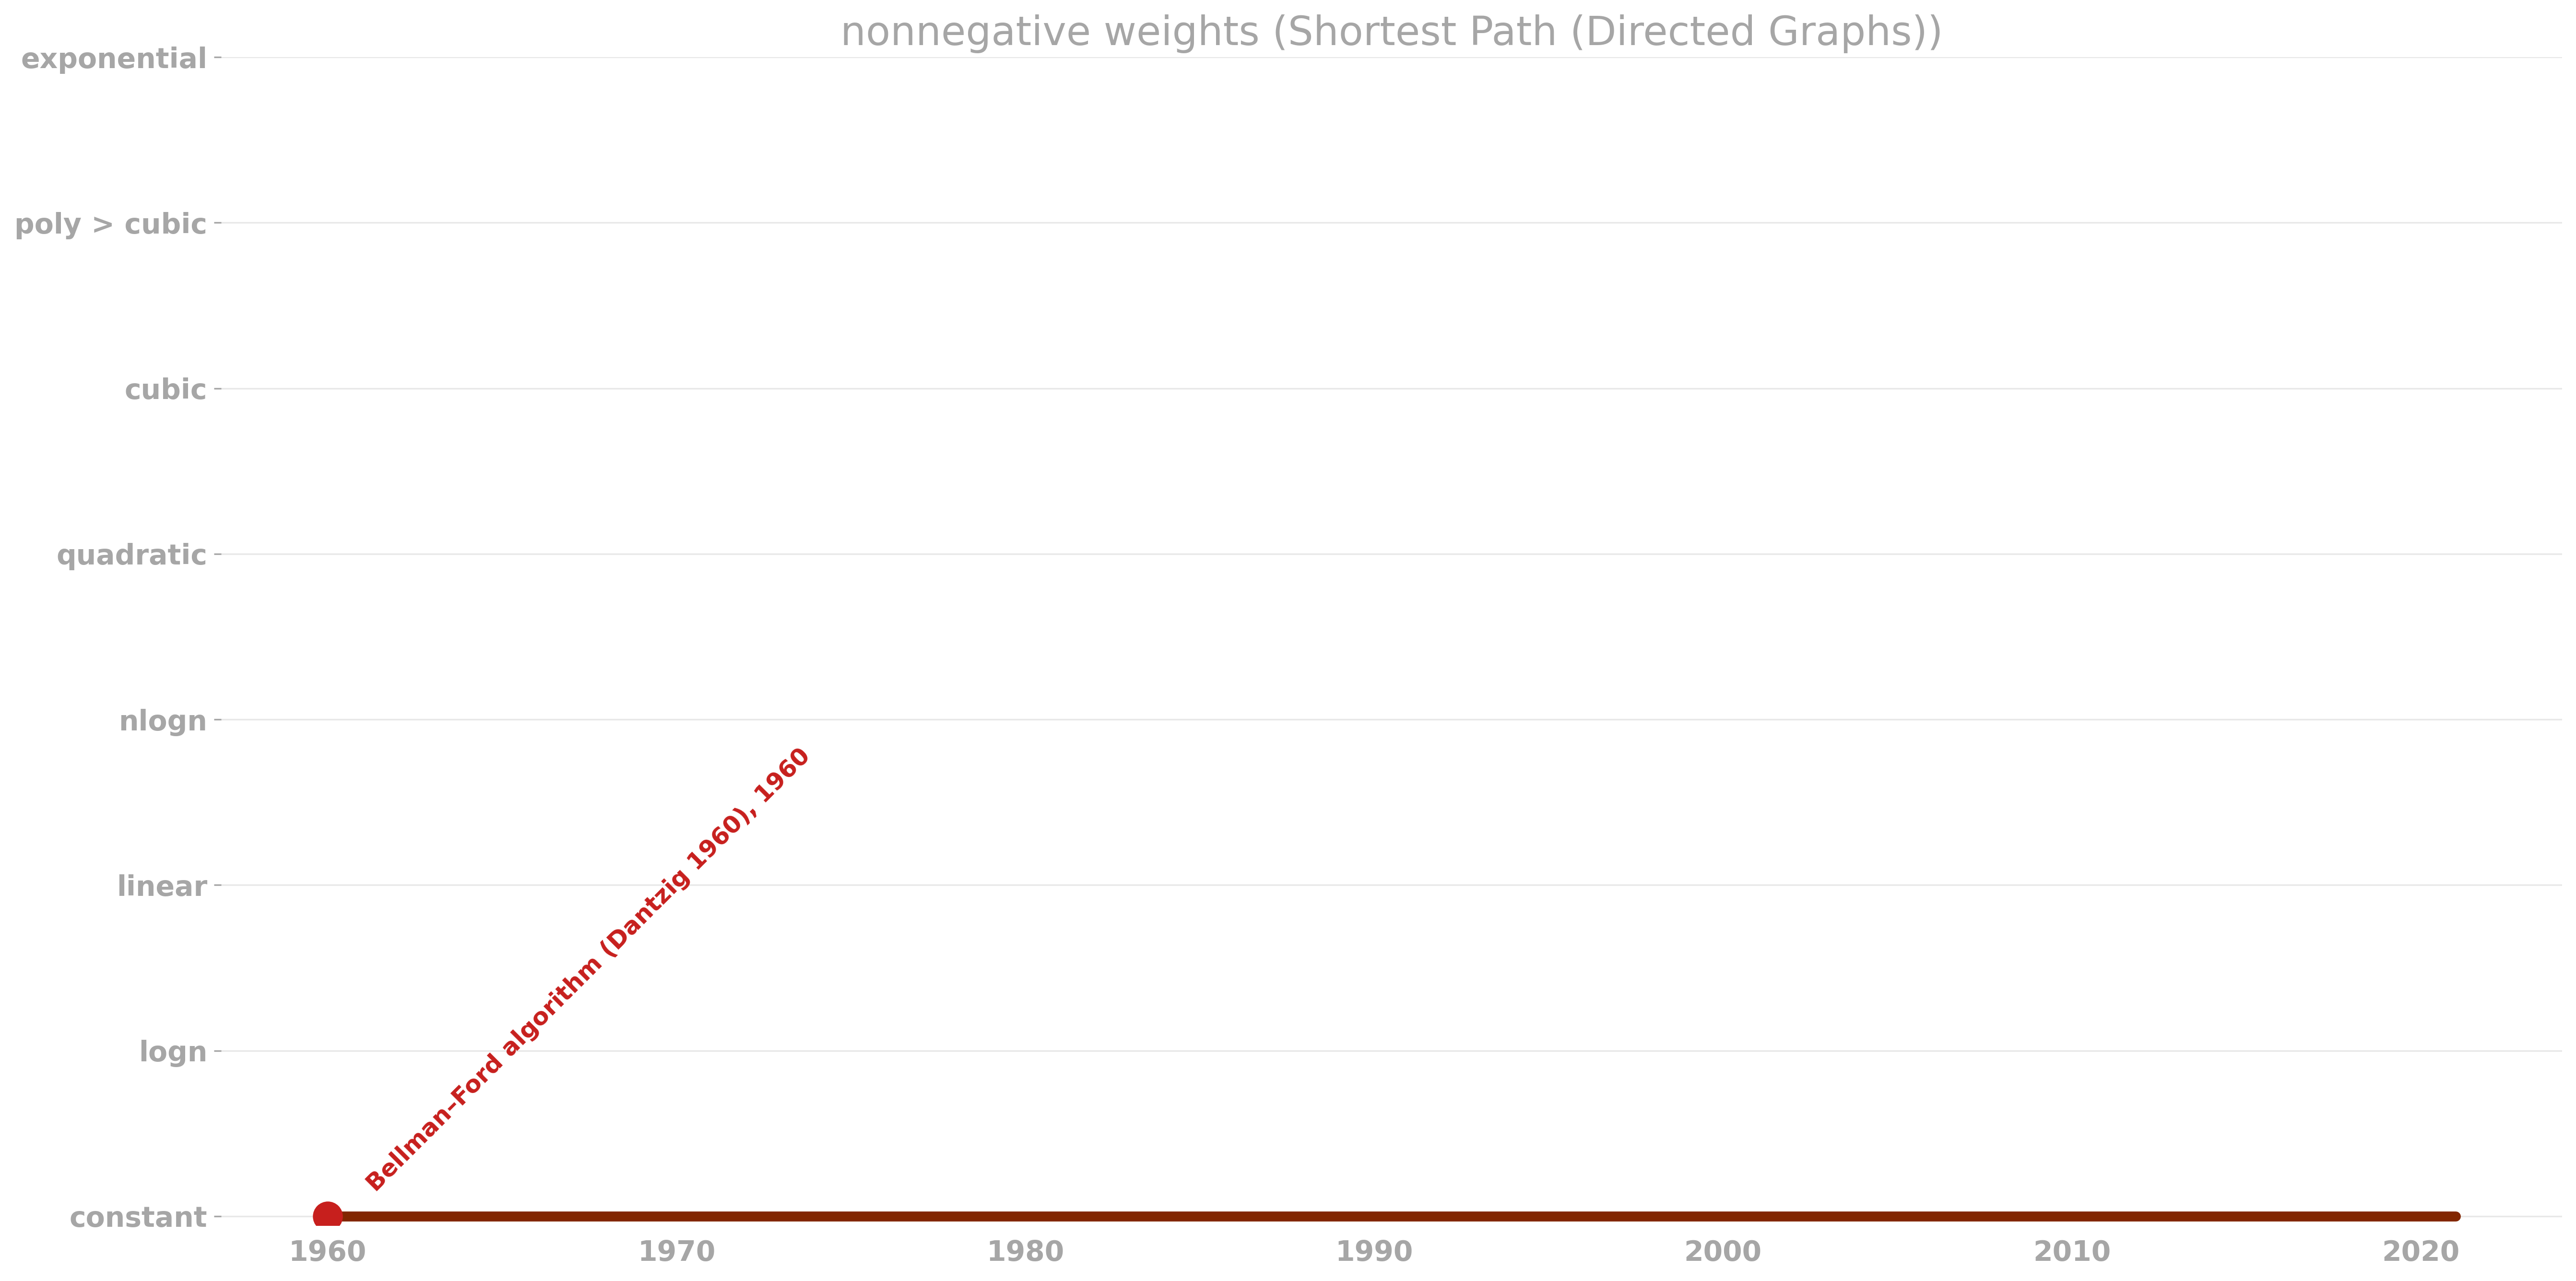 nonnegative weights (Shortest Path (Directed Graphs))
exponential
poly > cubic
cubic
quadratic
nlogn
linear
logn
constant
Bellman–Ford algorithm (Dantzig 1960), 1960
1960 1970 1980 1990 2000 2010 2020